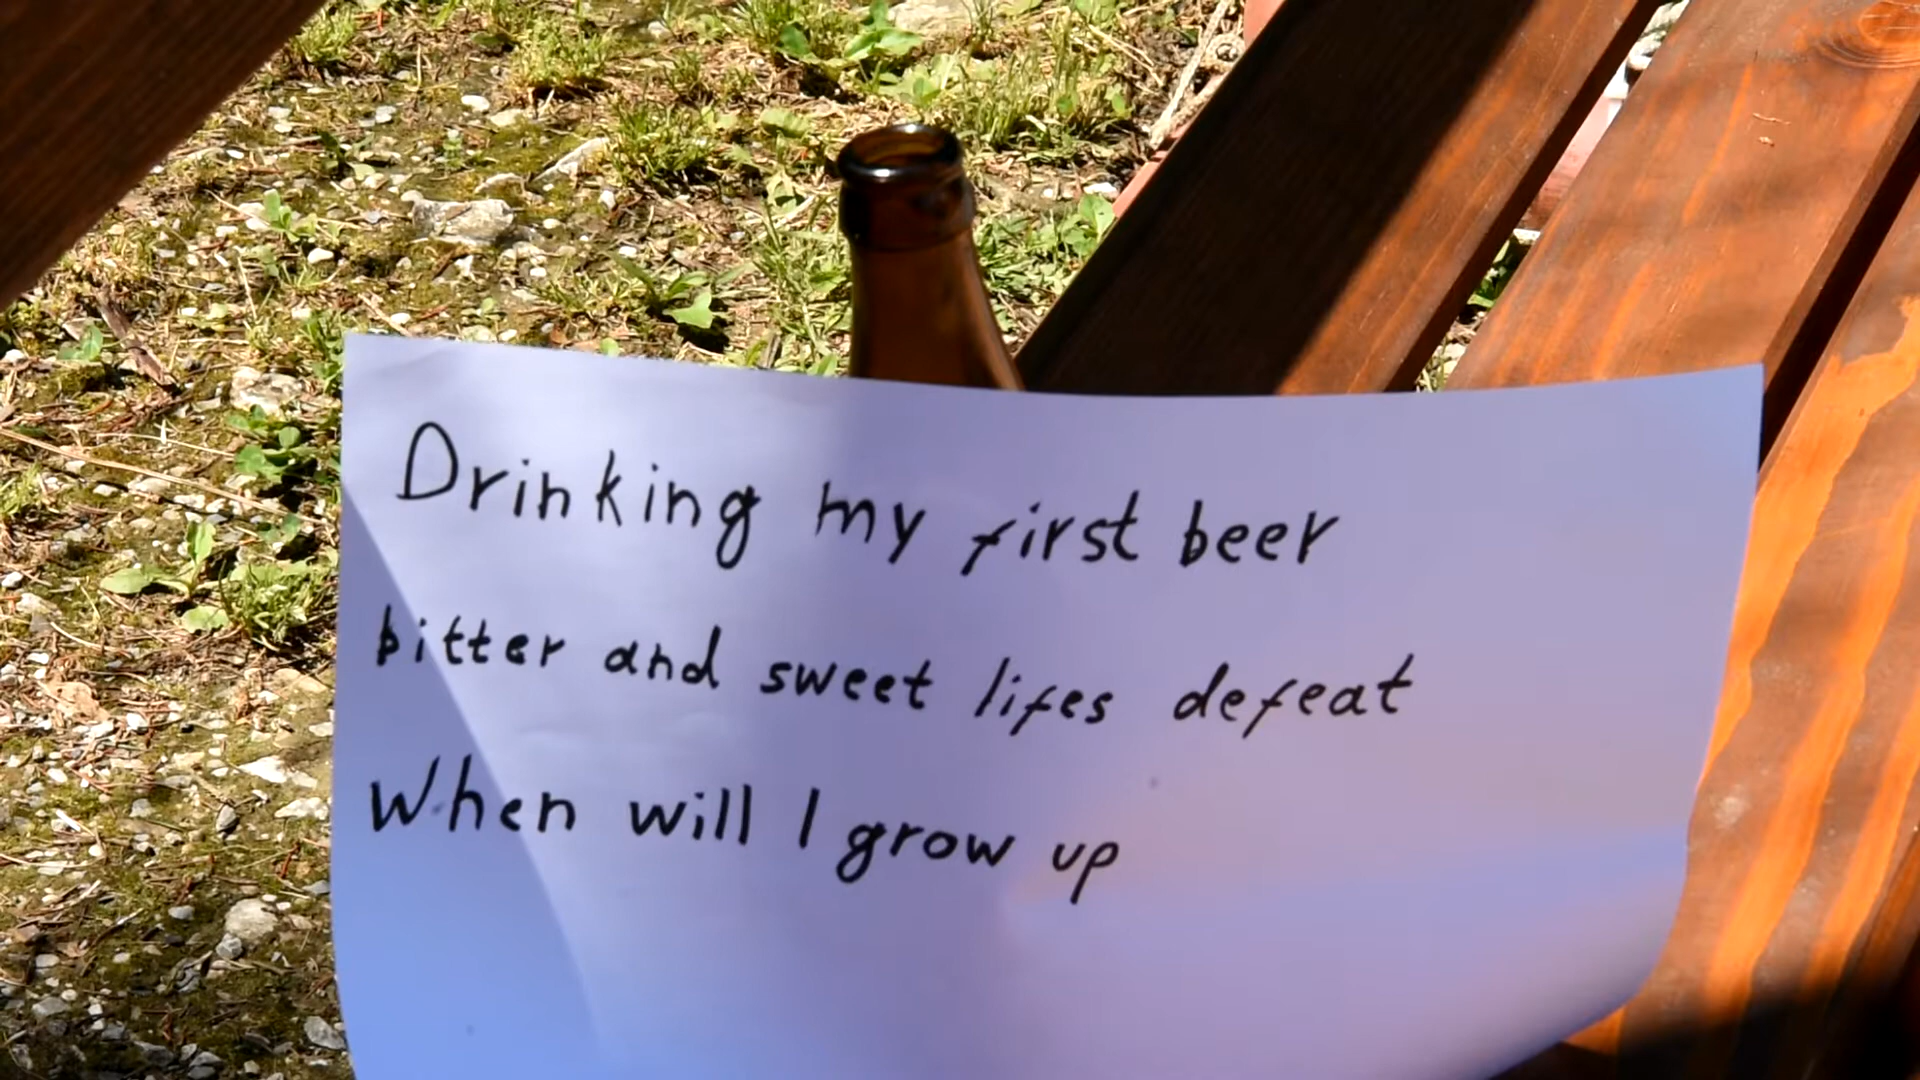 Drinking my first beer
bitter and sweet lifes defeat
When will I grow up